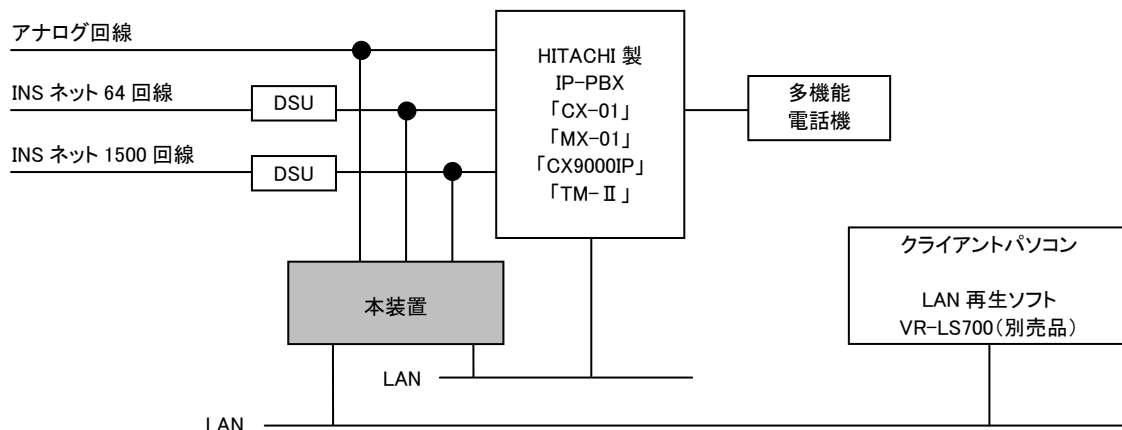 アナログ回線
INS ネット 64 回線
DSU
INS ネット 1500 回線
DSU
HITACHI 製
IP-PBX
「CX-01」
「MX-01」
「CX9000IP」
「TM-Ⅱ」
多機能
電話機
本装置
クライアントパソコン
LAN 再生ソフト
VR-LS700(別売品)
LAN
LAN